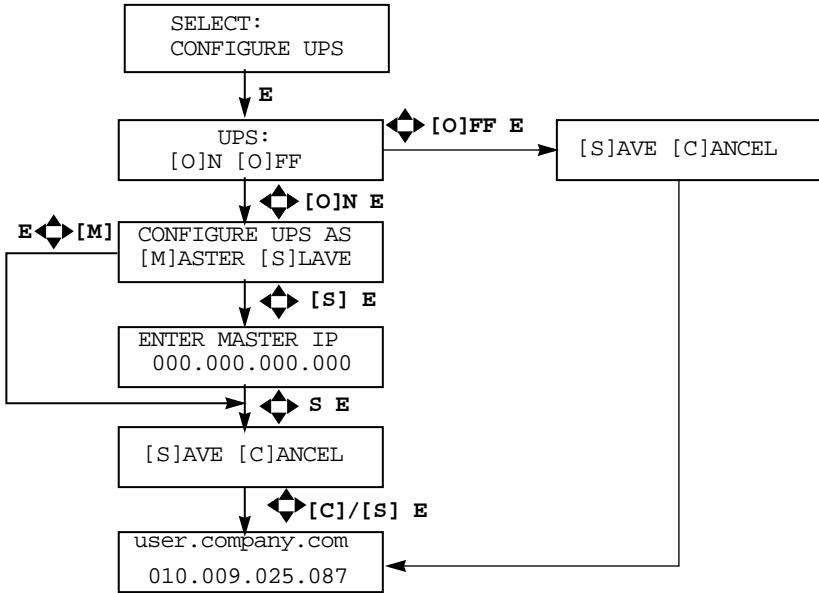 SELECT:
CONFIGURE UPS
E
UPS:
[O]N [O]FF
[O]FF E
[S]AVE [C]ANCEL
[O]N E
E [M]
CONFIGURE UPS AS
[M]ASTER [S]LAVE
[S] E
ENTER MASTER IP
000.000.000.000
S E
[S]AVE [C]ANCEL
[C]/[S] E
user.company.com
010.009.025.087